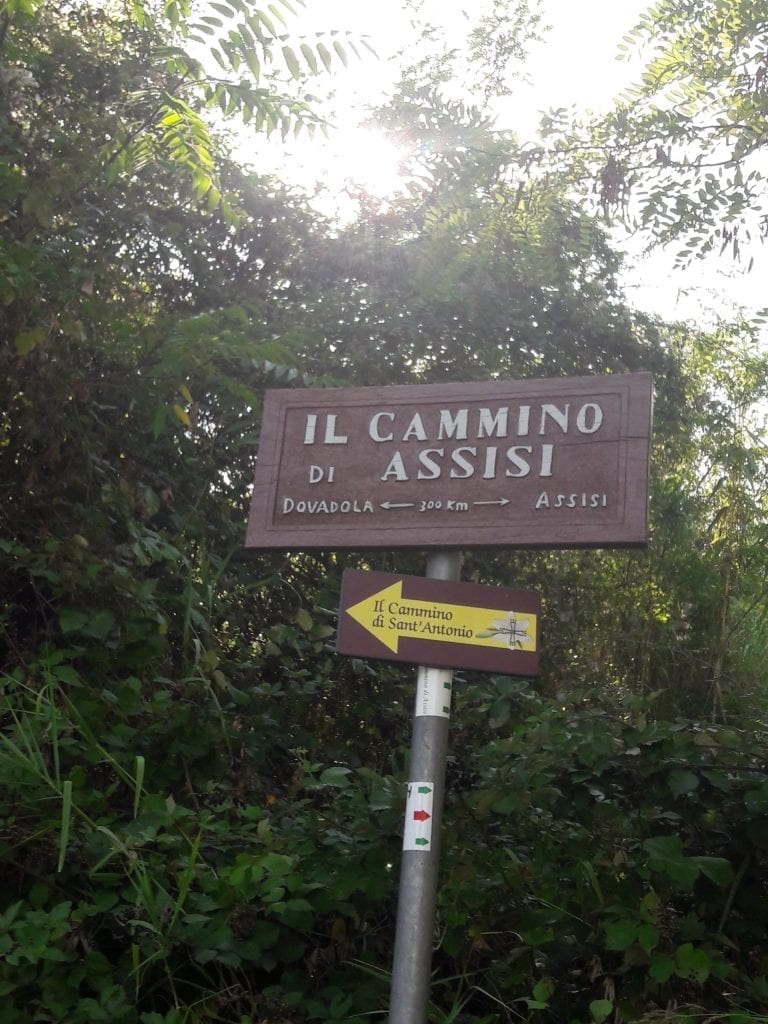 IL CAMMINO
DI ASSISI
DOVADOLA ← 300 Km → ASSISI
Il Cammino
di Sant'Antonio